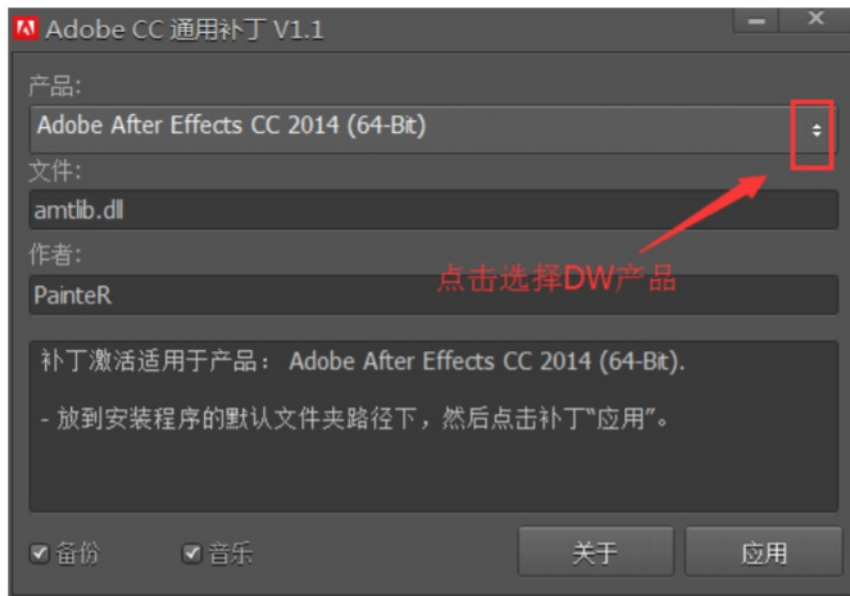 Adobe CC 通用补丁 V1.1
产品:
Adobe After Effects CC 2014 (64-Bit)
文件:
amtlib.dll
作者:
点击选择DW产品
PainteR
补丁激活适用于产品： Adobe After Effects CC 2014 (64-Bit).
- 放到安装程序的默认文件夹路径下，然后点击补丁“应用”。
备份
音乐
关于
应用